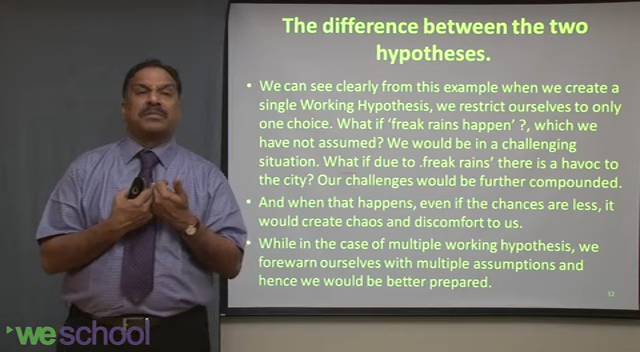 The difference between the two
hypotheses.
• We can see clearly from this example when we create a
single Working Hypothesis, we restrict ourselves to only
one choice. What if 'freak rains happen' ?, which we
have not assumed? We would be in a challenging
situation. What if due to .freak rains' there is a havoc to
the city? Our challenges would be further compounded.
• And when that happens, even if the chances are less, it
would create chaos and discomfort to us.
• While in the case of multiple working hypothesis, we
forewarn ourselves with multiple assumptions and
hence we would be better prepared.
12
weschool